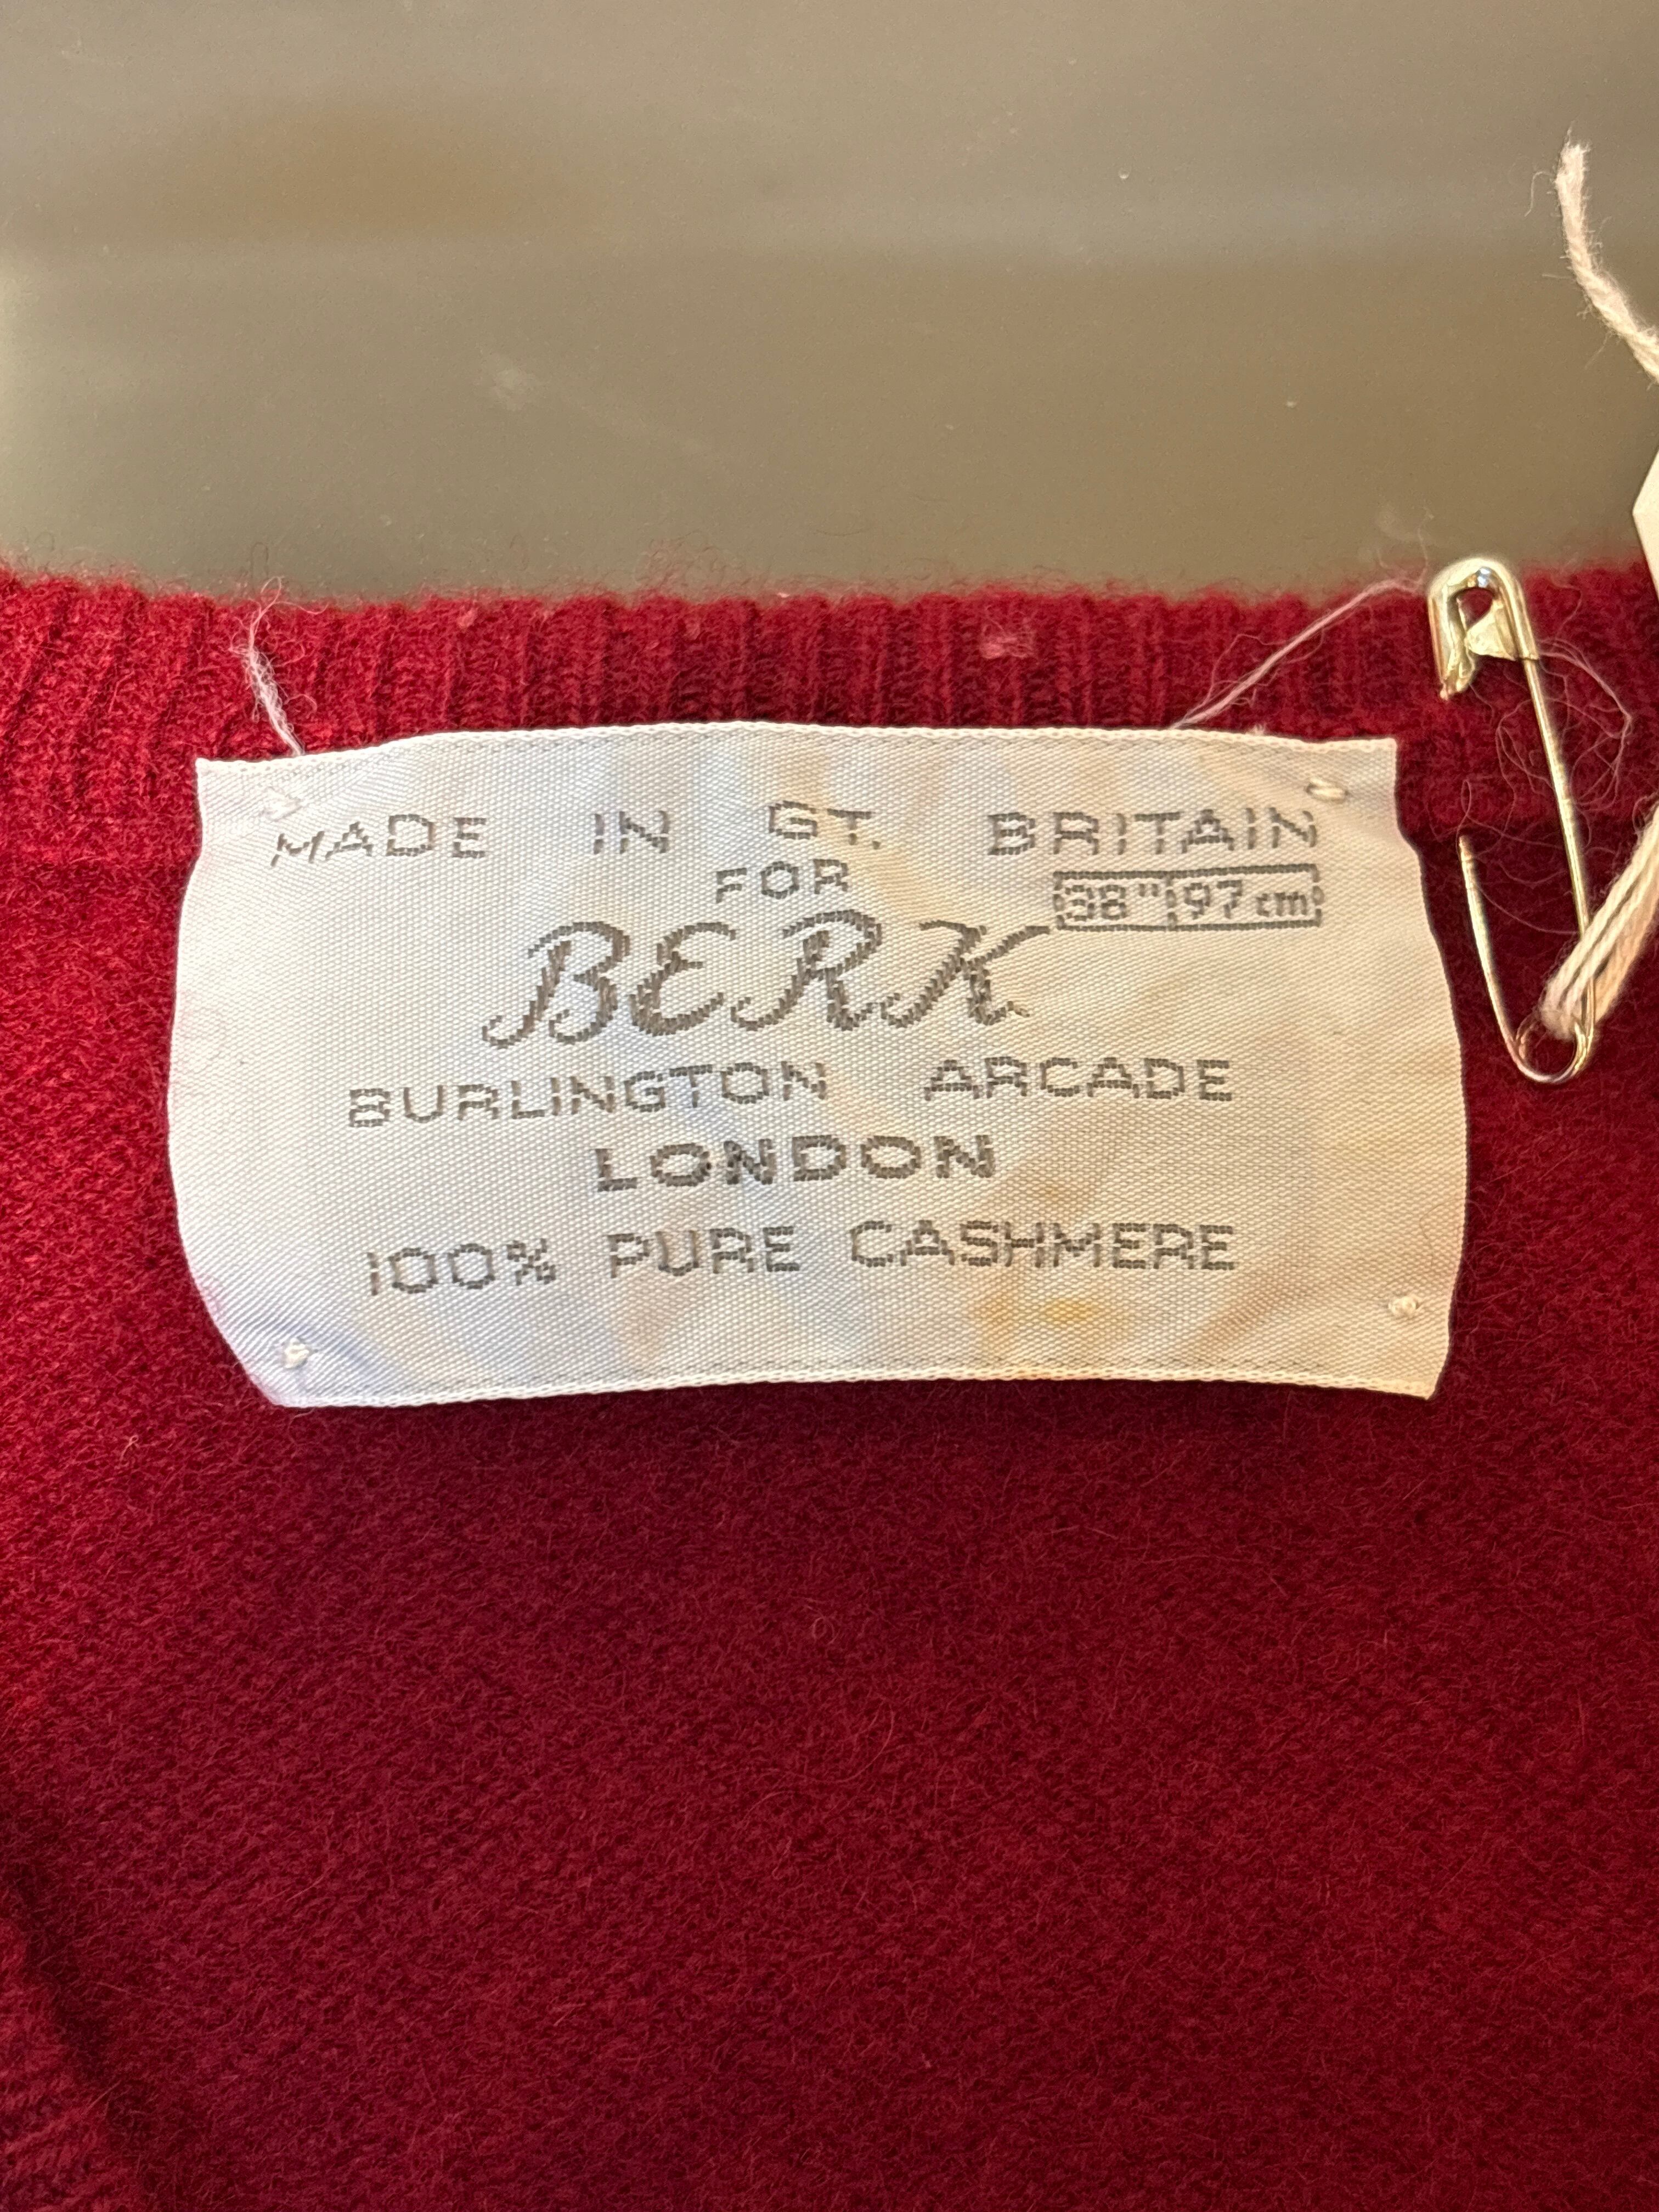 MADE IN GT. BRITAIN
FOR
38" 97 cm
BERK
BURLINGTON ARCADE
LONDON
100% PURE CASHMERE